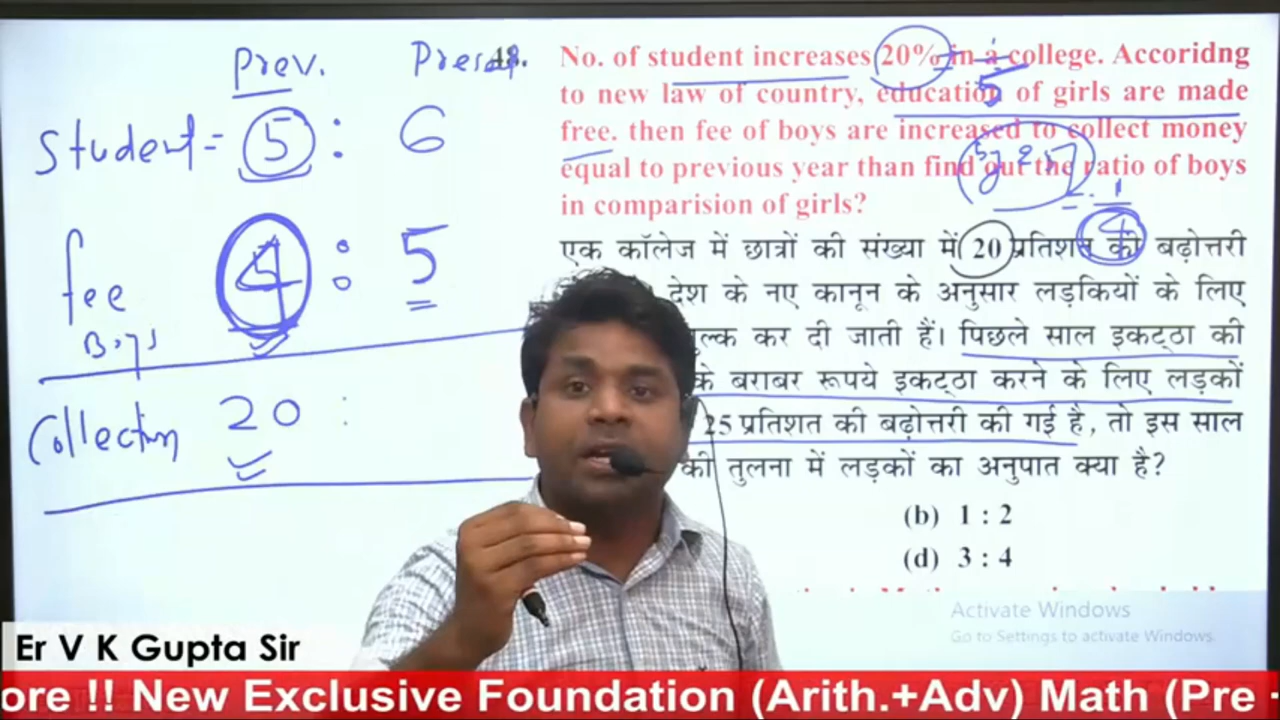 Prev.
48.
Student = 5 : 6
fee 4 : 5
Boys
Collection 20 :
No. of student increases 20% in a college. Accoridng
to new law of country, education of girls are made
free. then fee of boys are increased to collect money
equal to previous year than find out the ratio of boys
in comparision of girls?
5
1
4
एक कॉलेज में छात्रों की संख्या में 20 प्रतिशत की बढ़ोत्तरी
देश के नए कानून के अनुसार लड़कियों के लिए
ल्क कर दी जाती हैं। पिछले साल इकट्ठा की
के बराबर रूपये इकट्ठा करने के लिए लड़कों
25 प्रतिशत की बढ़ोत्तरी की गई है, तो इस साल
की तुलना में लड़कों का अनुपात क्या है?
(b) 1 : 2
(d) 3 : 4
Activate Windows
Go to Settings to activate Windows.
Er V K Gupta Sir
ore !! New Exclusive Foundation (Arith.+Adv) Math (Pre